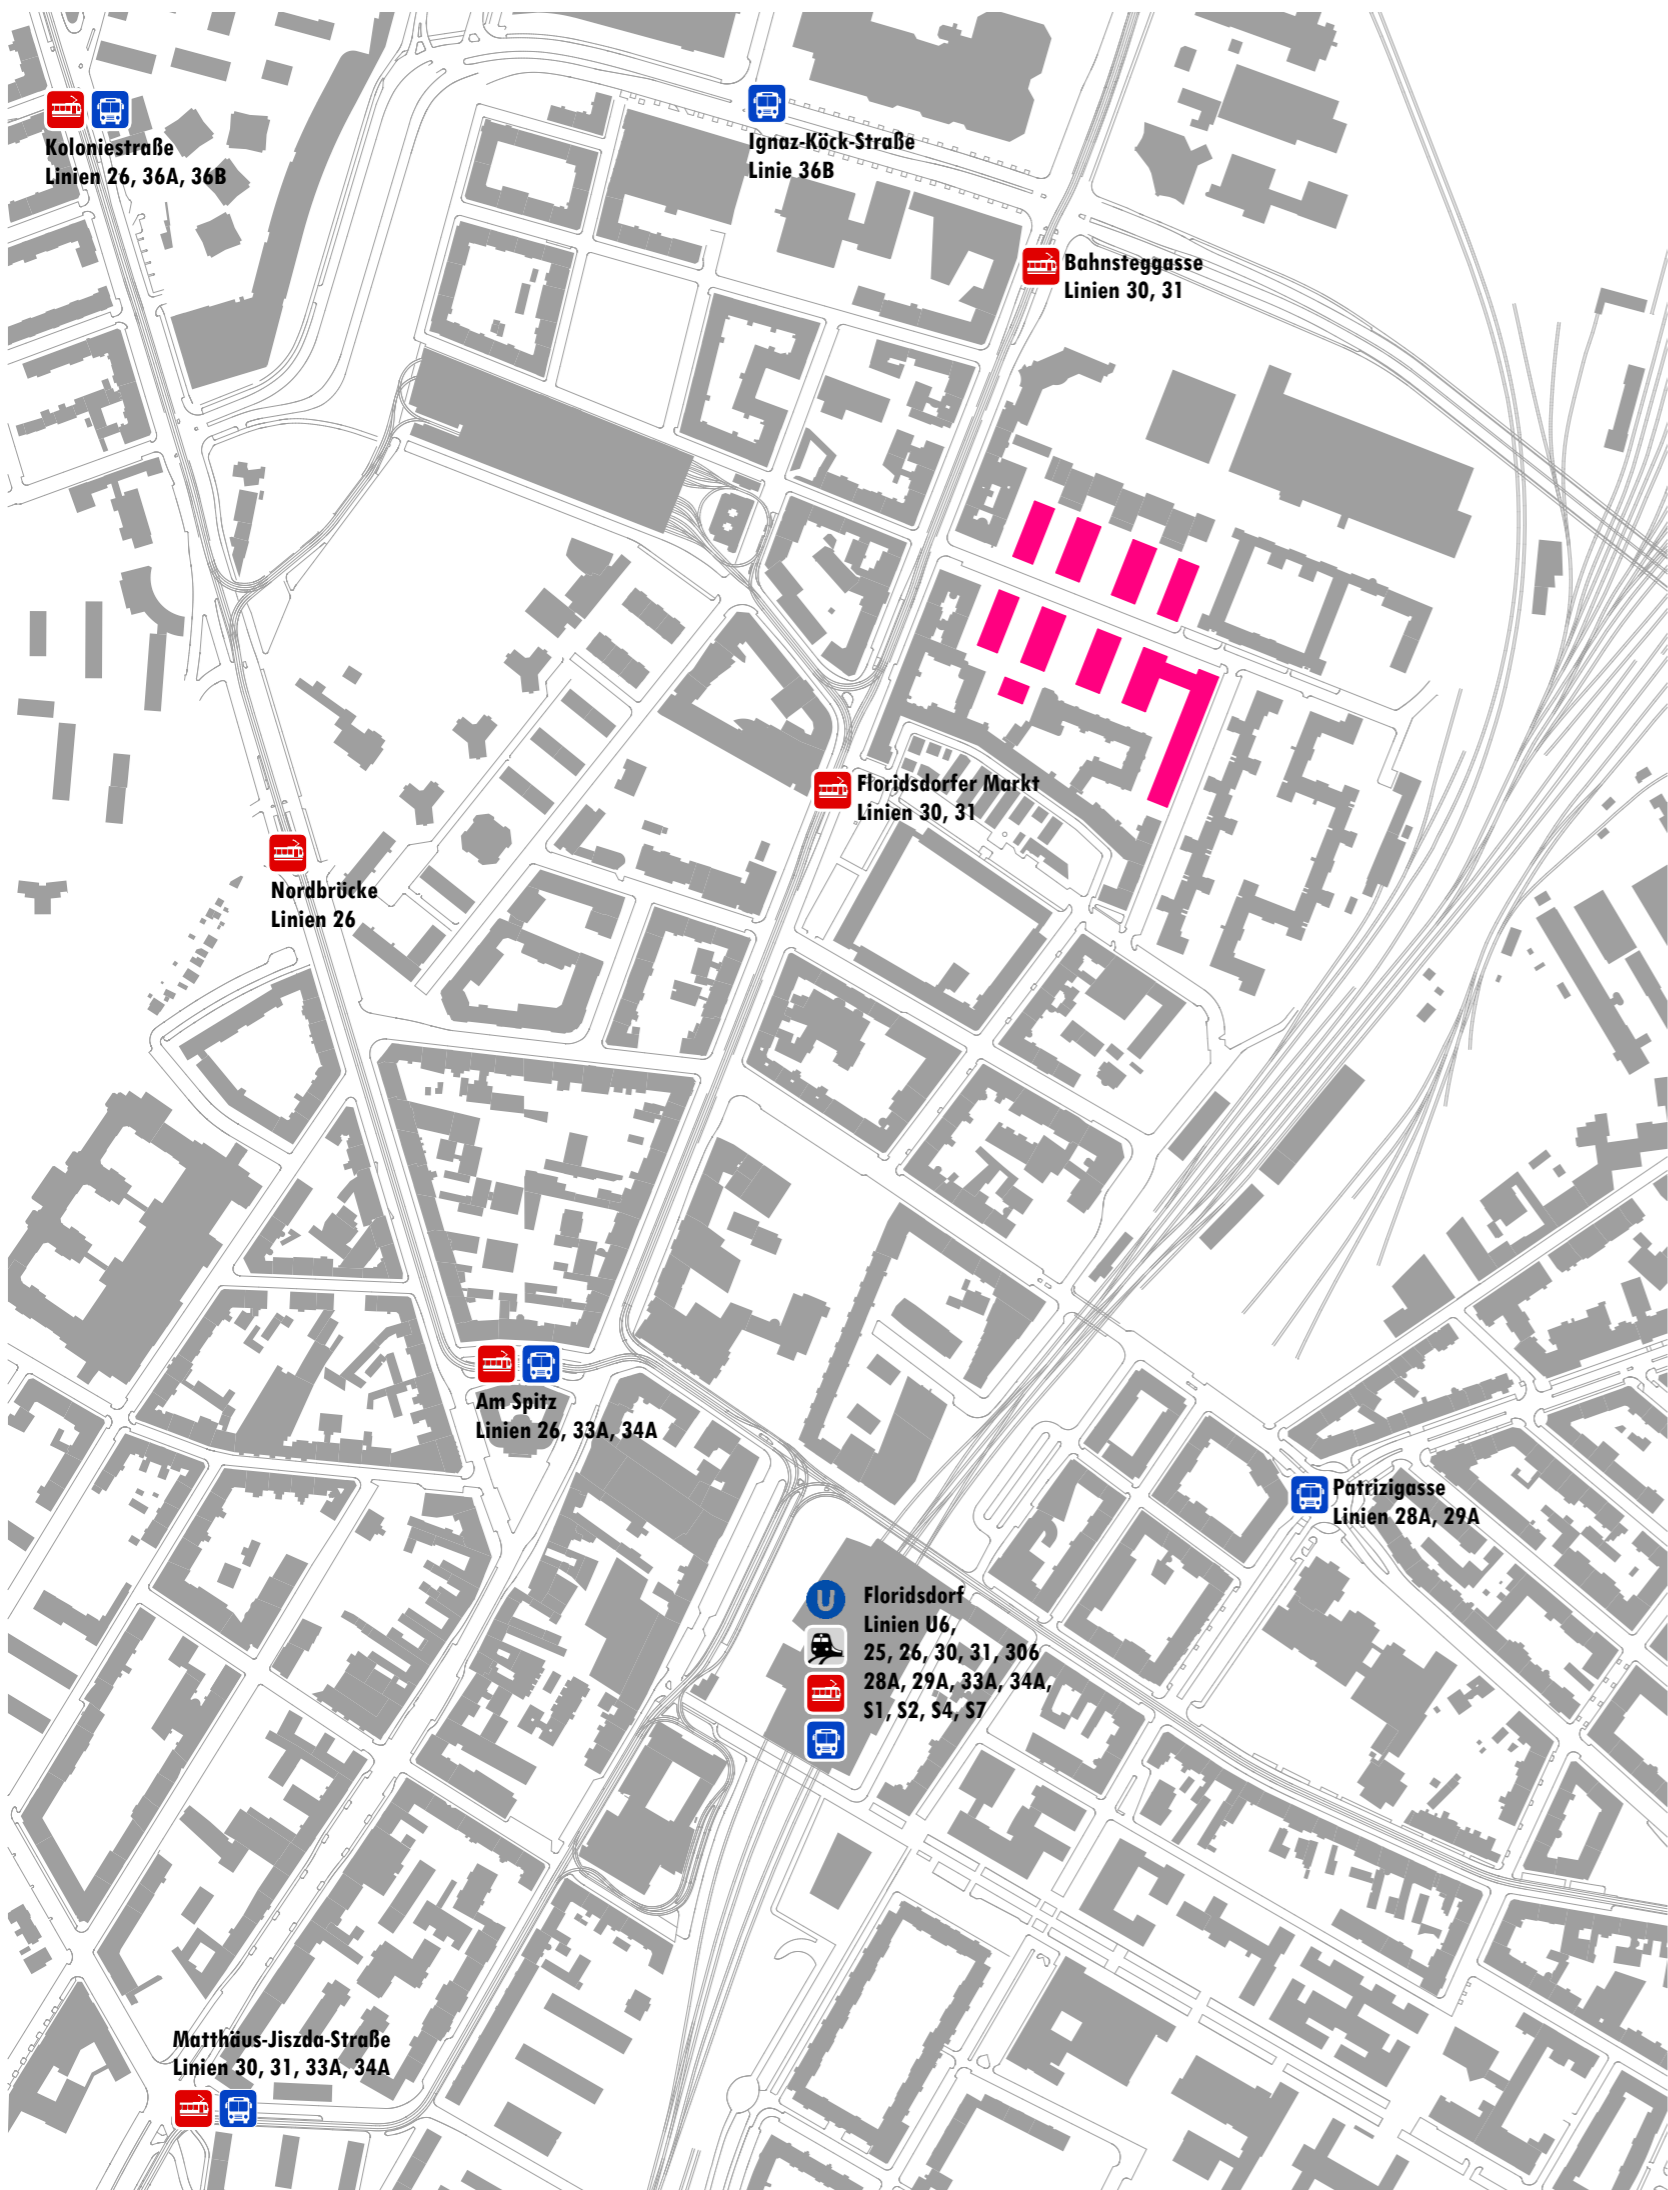 Koloniestraße
Linien 26, 36A, 36B
Ignaz-Köck-Straße
Linie 36B
Bahnsteggasse
Linien 30, 31
Floridsdorfer Markt
Linien 30, 31
Nordbrücke
Linien 26
Am Spitz
Linien 26, 33A, 34A
Patrizigasse
Linien 28A, 29A
U
Floridsdorf
Linien U6,
25, 26, 30, 31, 306
28A, 29A, 33A, 34A,
S1, S2, S4, S7
Matthäus-Jiszda-Straße
Linien 30, 31, 33A, 34A